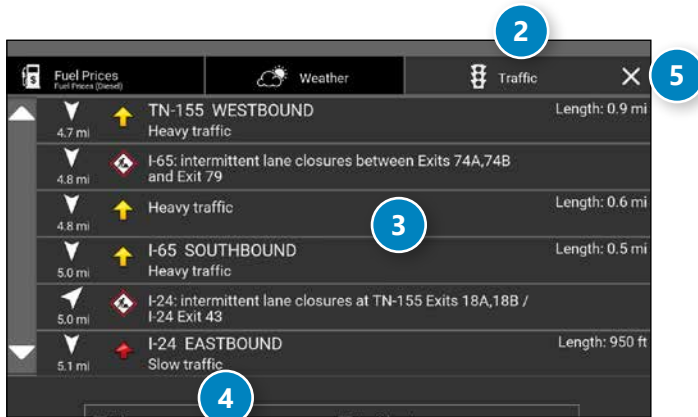 2
Fuel Prices
Fuel Prices (Diesel)
Weather
Traffic
5
4.7 mi
TN-155 WESTBOUND
Length: 0.9 mi
Heavy traffic
4.8 mi
I-65: intermittent lane closures between Exits 74A,74B
and Exit 79
4.8 mi
Heavy traffic
Length: 0.6 mi
3
5.0 mi
I-65 SOUTHBOUND
Length: 0.5 mi
Heavy traffic
5.0 mi
I-24: intermittent lane closures at TN-155 Exits 18A,18B /
I-24 Exit 43
5.1 mi
I-24 EASTBOUND
Length: 950 ft
Slow traffic
4